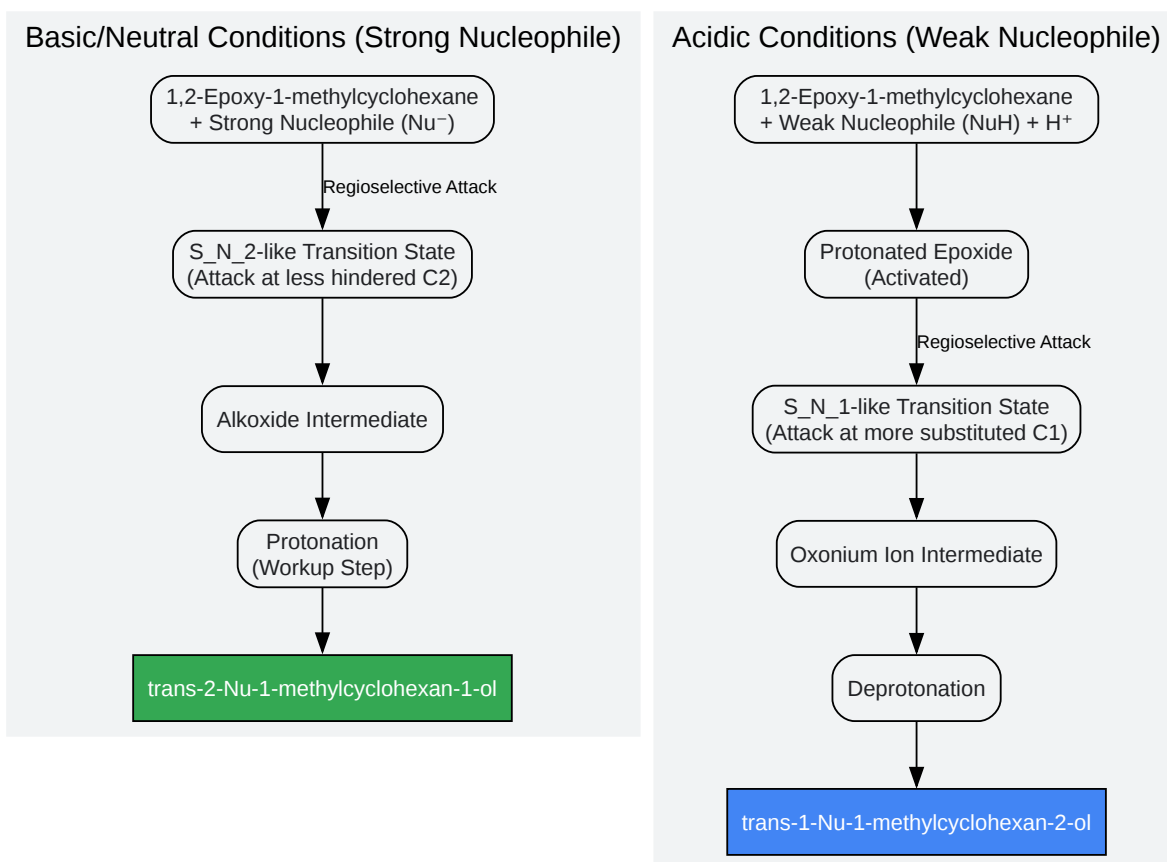 Basic/Neutral Conditions (Strong Nucleophile)
1,2-Epoxy-1-methylcyclohexane
+ Strong Nucleophile (Nu⁻)
Regioselective Attack
S_N_2-like Transition State
(Attack at less hindered C2)
Alkoxide Intermediate
Protonation
(Workup Step)
trans-2-Nu-1-methylcyclohexan-1-ol
Acidic Conditions (Weak Nucleophile)
1,2-Epoxy-1-methylcyclohexane
+ Weak Nucleophile (NuH) + H⁺
Protonated Epoxide
(Activated)
Regioselective Attack
S_N_1-like Transition State
(Attack at more substituted C1)
Oxonium Ion Intermediate
Deprotonation
trans-1-Nu-1-methylcyclohexan-2-ol